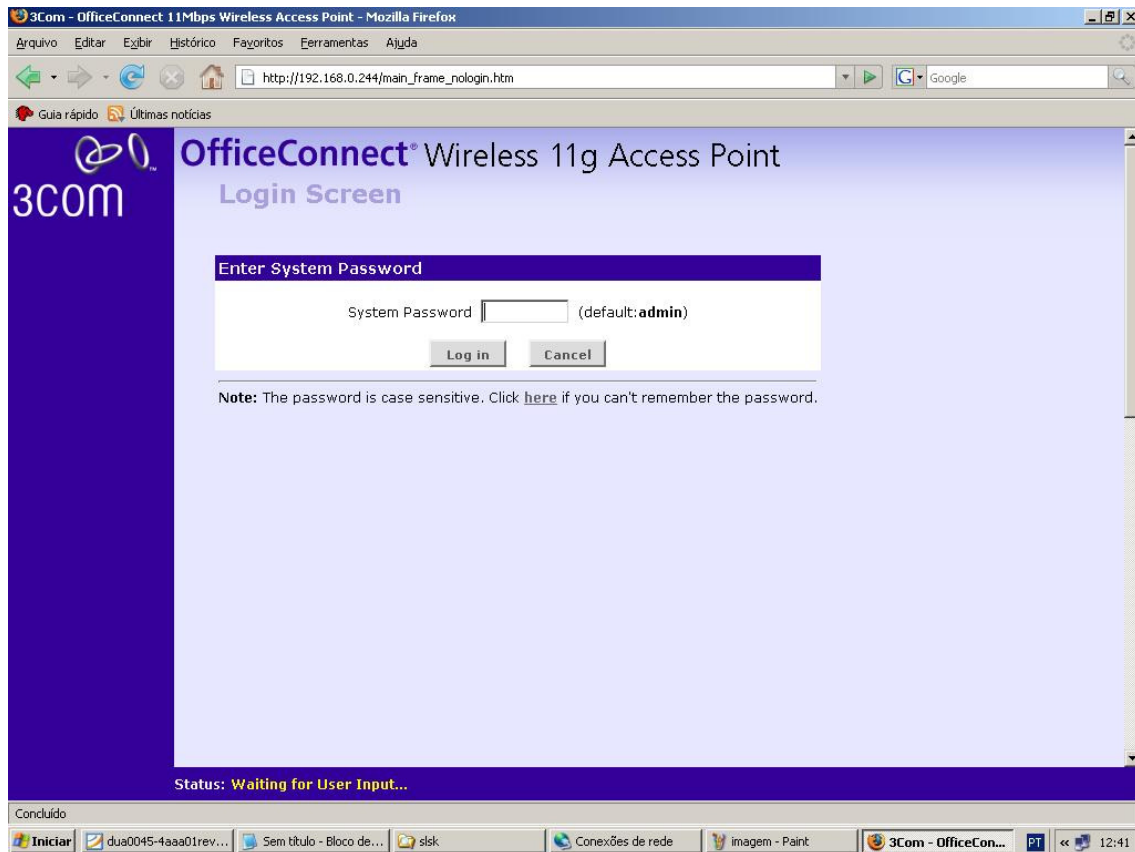 3Com - OfficeConnect 11Mbps Wireless Access Point - Mozilla Firefox
Arquivo Editar Exibir Histórico Favoritos Ferramentas Ajuda
http://192.168.0.244/main_frame_nologin.htm
G Google
Guia rápido Últimas notícias
3COM
OfficeConnect® Wireless 11g Access Point
Login Screen
Enter System Password
System Password (default:admin)
Log in Cancel
Note: The password is case sensitive. Click here if you can't remember the password.
Status: Waiting for User Input...
Concluído
Iniciar dua0045-4aaa01rev... Sem título - Bloco de... slsk Conexões de rede imagem - Paint 3Com - OfficeCon... PT « 12:41